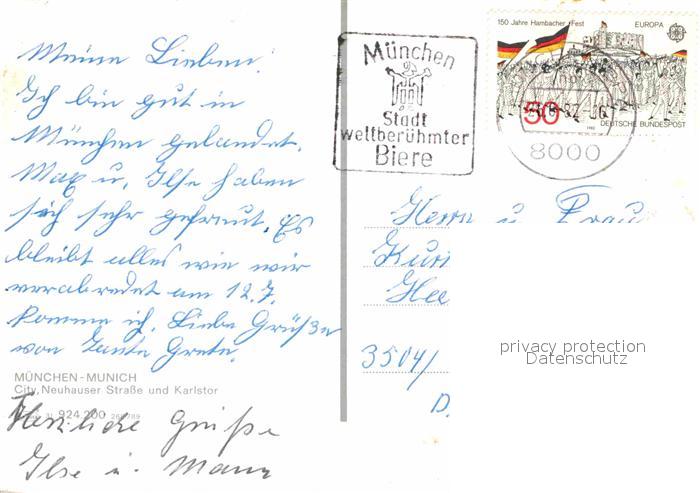 Meine Lieben!
Ich bin gut in
München gelandet.
Max u. Ilse haben
sich sehr gefreut. Es
bleibt alles wie wir
verabredet am 12.7.
komme ich. Liebe Grüße
von Tante Grete.
MÜNCHEN - MUNICH
City, Neuhauser Straße und Karlstor
924.200
Herzliche Grüße
Ilse u.
München
Stadt
weltberühmter
Biere
150 Jahre Hambacher Fest
EUROPA
50
1982
DEUTSCHE BUNDESPOST
8000
Herrn u Frau
3504/
D.
privacy protection
Datenschutz